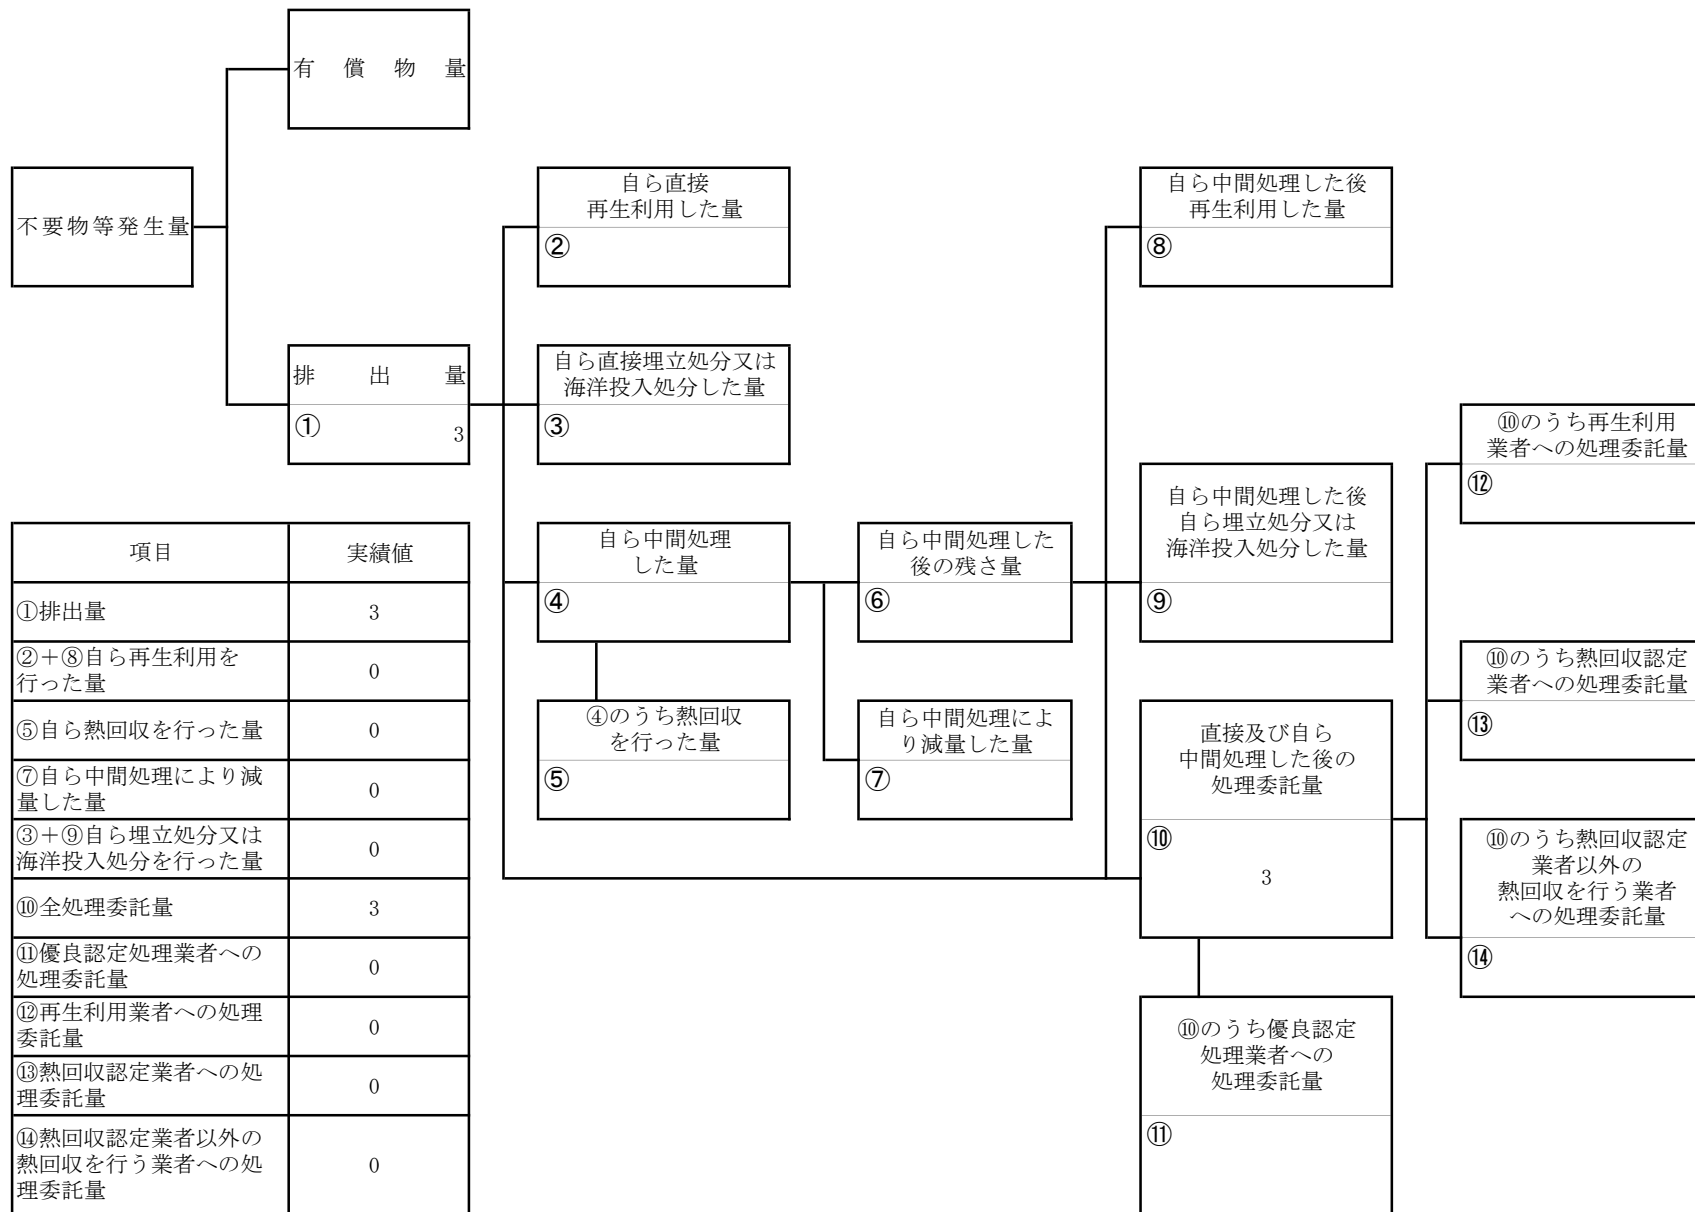 有償物量
不要物等発生量
排出量
① 3
自ら直接
再生利用した量
②
自ら直接埋立処分又は
海洋投入処分した量
③
自ら中間処理
した量
④
④のうち熱回収
を行った量
⑤
自ら中間処理した
後の残さ量
⑥
自ら中間処理によ
り減量した量
⑦
自ら中間処理した後
再生利用した量
⑧
自ら中間処理した後
自ら埋立処分又は
海洋投入処分した量
⑨
直接及び自ら
中間処理した後の
処理委託量
⑩
3
⑩のうち優良認定
処理業者への
処理委託量
⑪
⑩のうち再生利用
業者への処理委託量
⑫
⑩のうち熱回収認定
業者への処理委託量
⑬
⑩のうち熱回収認定
業者以外の
熱回収を行う業者
への処理委託量
⑭
項目 実績値
①排出量 3
②＋⑧自ら再生利用を
行った量 0
⑤自ら熱回収を行った量 0
⑦自ら中間処理により減
量した量 0
③＋⑨自ら埋立処分又は
海洋投入処分を行った量 0
⑩全処理委託量 3
⑪優良認定処理業者への
処理委託量 0
⑫再生利用業者への処理
委託量 0
⑬熱回収認定業者への処
理委託量 0
⑭熱回収認定業者以外の
熱回収を行う業者への処
理委託量 0